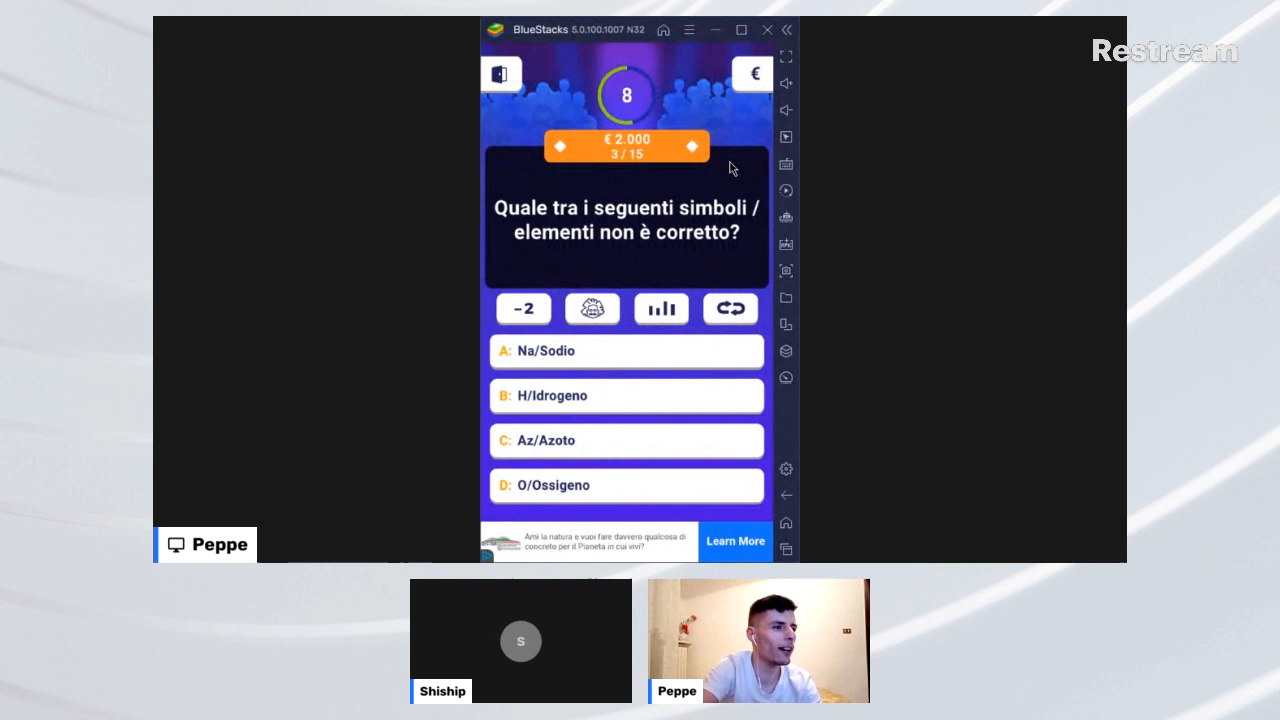 BlueStacks 5.0.100.1007 N32
Restream
€
8
€ 2.000
3 / 15
Quale tra i seguenti simboli /
elementi non è corretto?
-2
A: Na/Sodio
B: H/Idrogeno
C: Az/Azoto
D: O/Ossigeno
Ami la natura e vuoi fare davvero qualcosa di
concreto per il Pianeta in cui vivi?
Learn More
Peppe
S
Shiship
Peppe